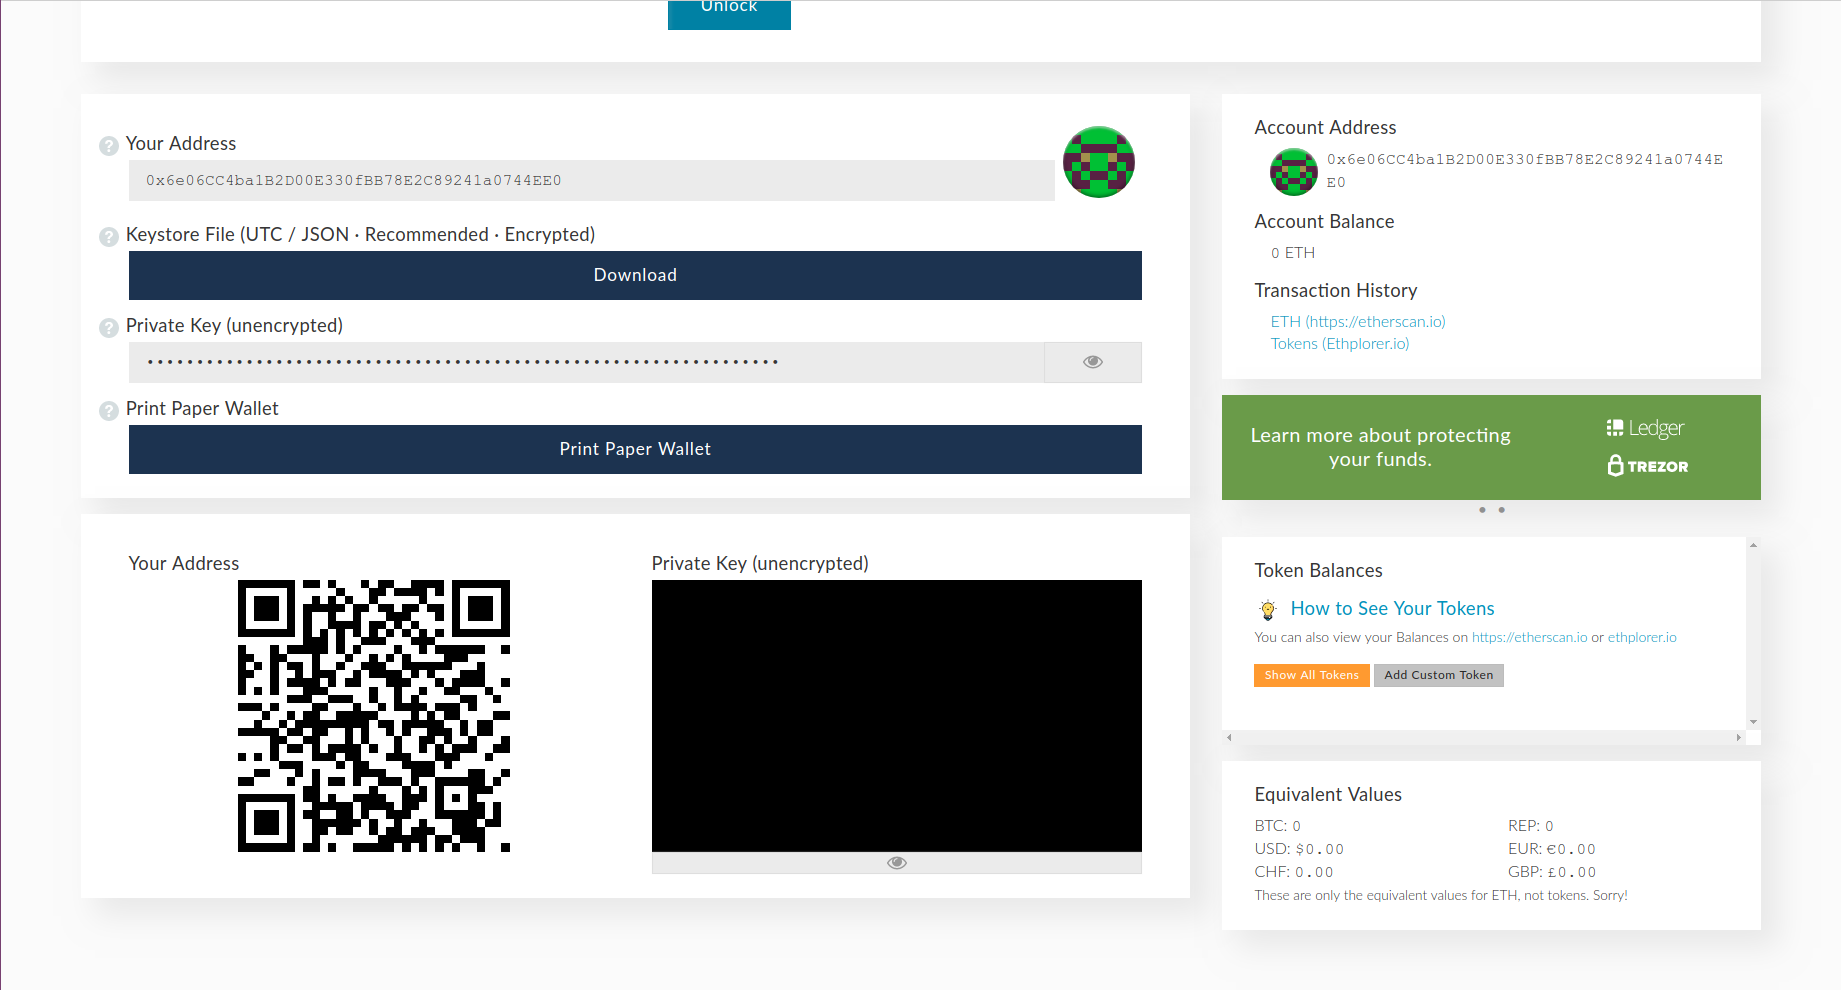 Unlock
Your Address
0x6e06CC4ba1B2D00E330fBB78E2C89241a0744EE0
Keystore File (UTC / JSON · Recommended · Encrypted)
Download
Private Key (unencrypted)
Print Paper Wallet
Print Paper Wallet
Your Address
Private Key (unencrypted)
Account Address
0x6e06CC4ba1B2D00E330fBB78E2C89241a0744E
E0
Account Balance
0 ETH
Transaction History
ETH (https://etherscan.io)
Tokens (Ethplorer.io)
Learn more about protecting
your funds.
Ledger
TREZOR
Token Balances
How to See Your Tokens
You can also view your Balances on https://etherscan.io or ethplorer.io
Show All Tokens Add Custom Token
Equivalent Values
BTC: 0 REP: 0
USD: $0.00 EUR: €0.00
CHF: 0.00 GBP: £0.00
These are only the equivalent values for ETH, not tokens. Sorry!